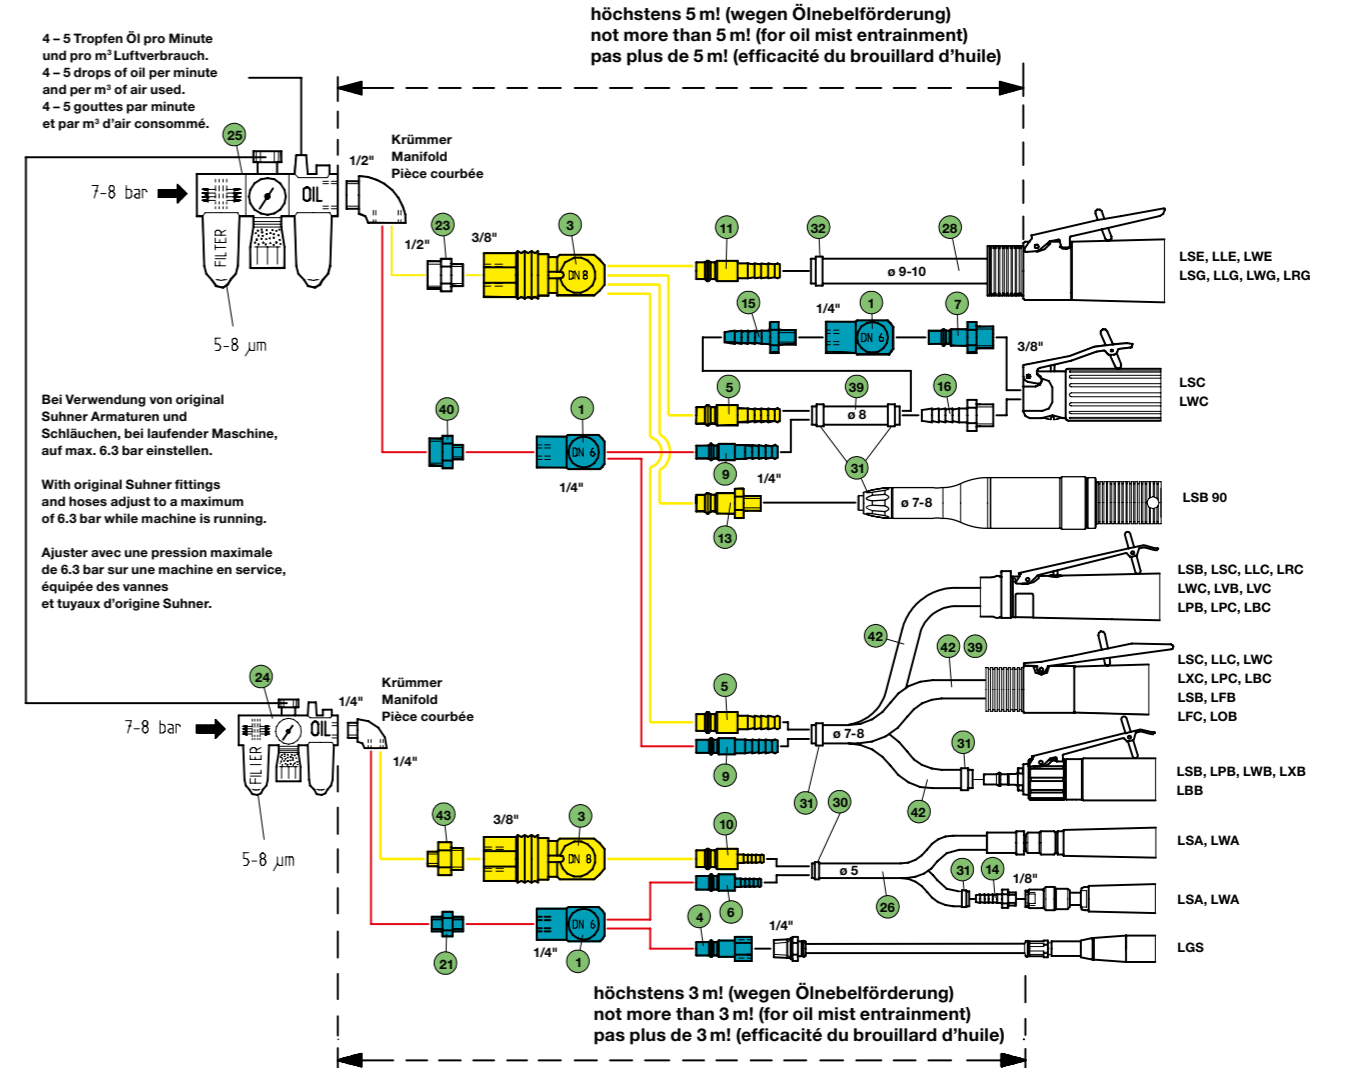 höchstens 5 m! (wegen Ölnebelförderung)
not more than 5 m! (for oil mist entrainment)
pas plus de 5 m! (efficacité du brouillard d'huile)
4 – 5 Tropfen Öl pro Minute
und pro m³ Luftverbrauch.
4 – 5 drops of oil per minute
and per m³ of air used.
4 – 5 gouttes par minute
et par m³ d'air consommé.
25
1/2"
Krümmer
Manifold
Pièce courbée
7-8 bar
OIL
FILTER
5-8 µm
1/2"
23
3/8"
3
DN 8
11
32
28
ø 9-10
LSE, LLE, LWE
LSG, LLG, LWG, LRG
15
1/4"
1
DN 6
7
3/8"
5
39
ø 8
16
LSC
LWC
Bei Verwendung von original
Suhner Armaturen und
Schläuchen, bei laufender Maschine,
auf max. 6.3 bar einstellen.
With original Suhner fittings
and hoses adjust to a maximum
of 6.3 bar while machine is running.
Ajuster avec une pression maximale
de 6.3 bar sur une machine en service,
équipée des vannes
et tuyaux d'origine Suhner.
40
1
DN 6
1/4"
9
1/4"
31
13
ø 7-8
LSB 90
LSB, LSC, LLC, LRC
LWC, LVB, LVC
LPB, LPC, LBC
42
42
39
LSC, LLC, LWC
LXC, LPC, LBC
LSB, LFB
LFC, LOB
5
9
ø 7-8
31
31
42
LSB, LPB, LWB, LXB
LBB
24
1/4"
Krümmer
Manifold
Pièce courbée
7-8 bar
OIL
FILTER
1/4"
5-8 µm
43
3/8"
3
DN 8
10
30
ø 5
LSA, LWA
6
26
31
14
1/8"
LSA, LWA
21
1/4"
DN 6
1
4
1/4"
LGS
höchstens 3 m! (wegen Ölnebelförderung)
not more than 3 m! (for oil mist entrainment)
pas plus de 3 m! (efficacité du brouillard d'huile)